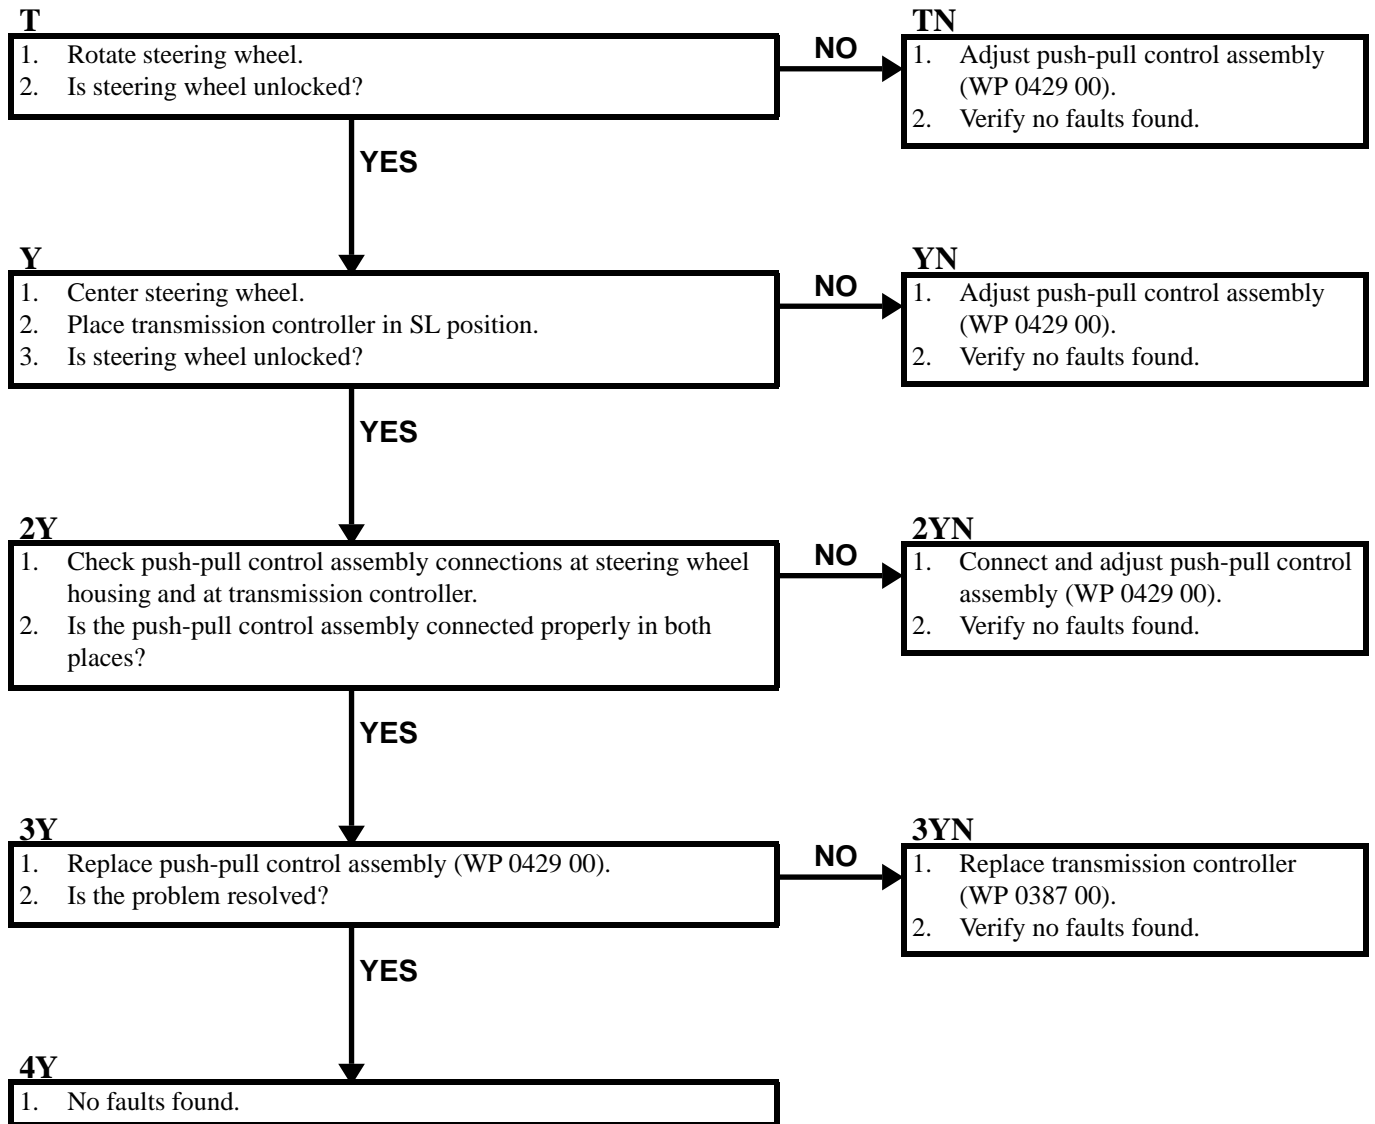 T
1. Rotate steering wheel.
2. Is steering wheel unlocked?
NO
TN
1. Adjust push-pull control assembly
(WP 0429 00).
2. Verify no faults found.
YES
Y
1. Center steering wheel.
2. Place transmission controller in SL position.
3. Is steering wheel unlocked?
NO
YN
1. Adjust push-pull control assembly
(WP 0429 00).
2. Verify no faults found.
YES
2Y
1. Check push-pull control assembly connections at steering wheel
housing and at transmission controller.
2. Is the push-pull control assembly connected properly in both
places?
NO
2YN
1. Connect and adjust push-pull control
assembly (WP 0429 00).
2. Verify no faults found.
YES
3Y
1. Replace push-pull control assembly (WP 0429 00).
2. Is the problem resolved?
NO
3YN
1. Replace transmission controller
(WP 0387 00).
2. Verify no faults found.
YES
4Y
1. No faults found.